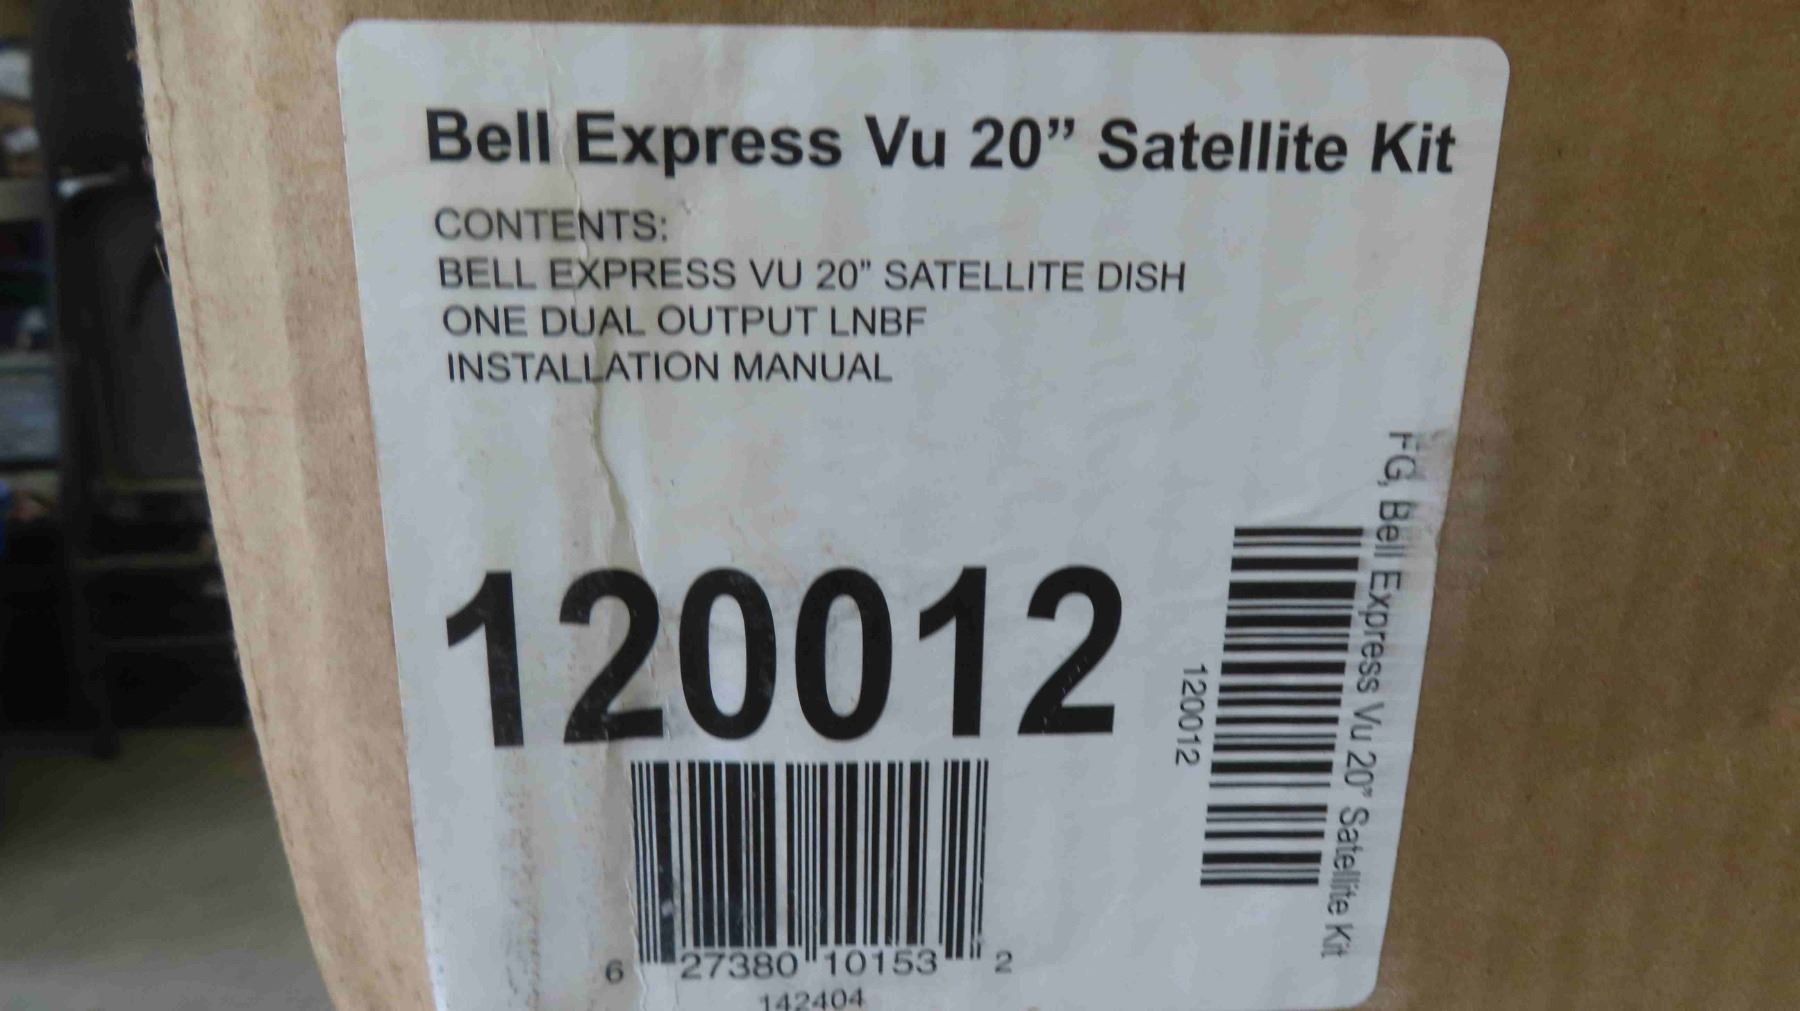 Bell Express Vu 20” Satellite Kit
CONTENTS:
BELL EXPRESS VU 20” SATELLITE DISH
ONE DUAL OUTPUT LNBF
INSTALLATION MANUAL
120012
6 27380 10153 2
142404
120012
FG, Bell Express Vu 20” Satellite Kit